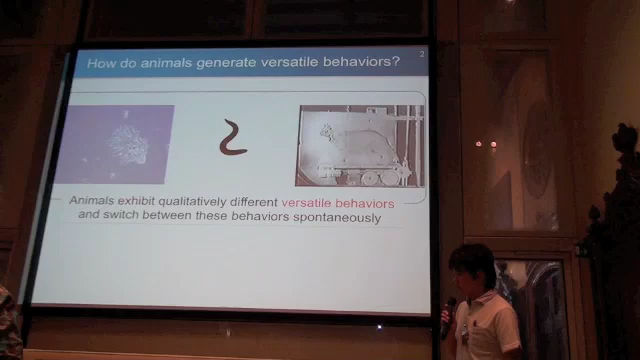 How do animals generate versatile behaviors?
2
Animals exhibit qualitatively different versatile behaviors
and switch between these behaviors spontaneously